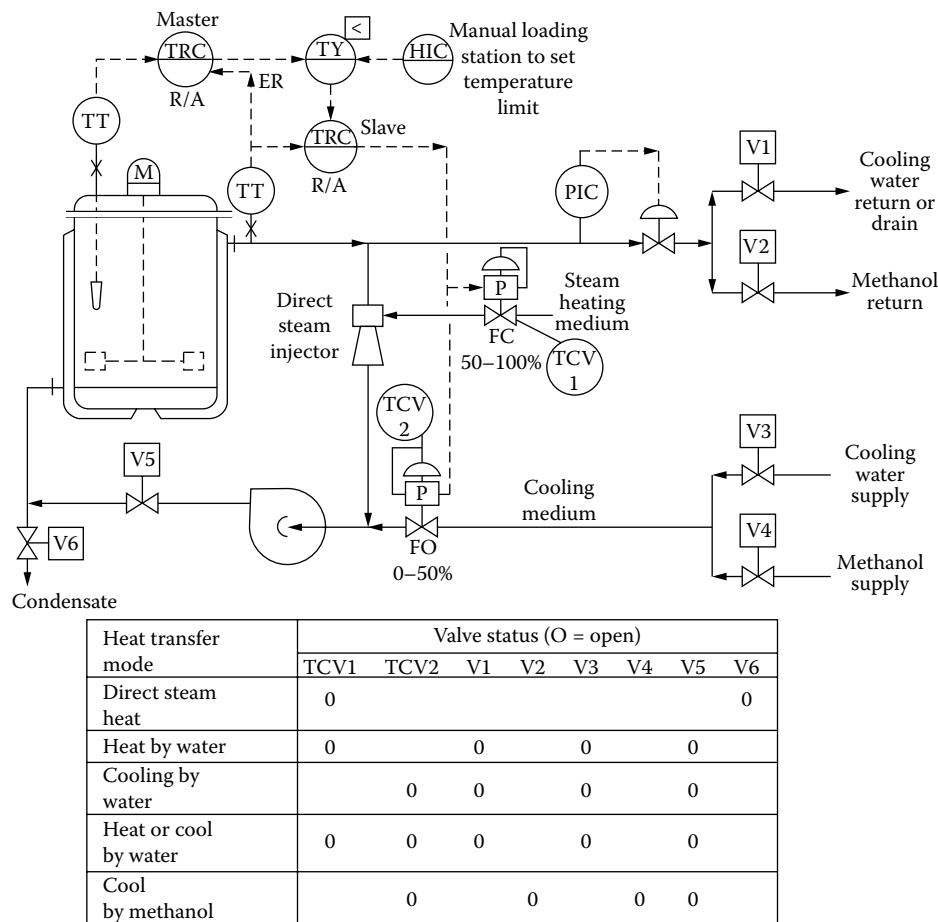 Master
TRC
R/A
TY
<
HIC
Manual loading
station to set
temperature
limit
ER
TT
TRC
Slave
R/A
M
TT
PIC
V1
Cooling
water
return or
drain
V2
Methanol
return
P
Steam
heating
medium
Direct
steam
injector
FC
50–100%
TCV
1
TCV
2
V3
Cooling
water
supply
V5
P
Cooling
medium
V4
V6
FO
0–50%
Methanol
supply
Condensate
Heat transfer
mode
Valve status (O = open)
TCV1 TCV2 V1 V2 V3 V4 V5 V6
Direct steam
heat
0 0
Heat by water 0 0 0 0
Cooling by
water
0 0 0 0
Heat or cool
by water
0 0 0 0 0
Cool
by methanol
0 0 0 0